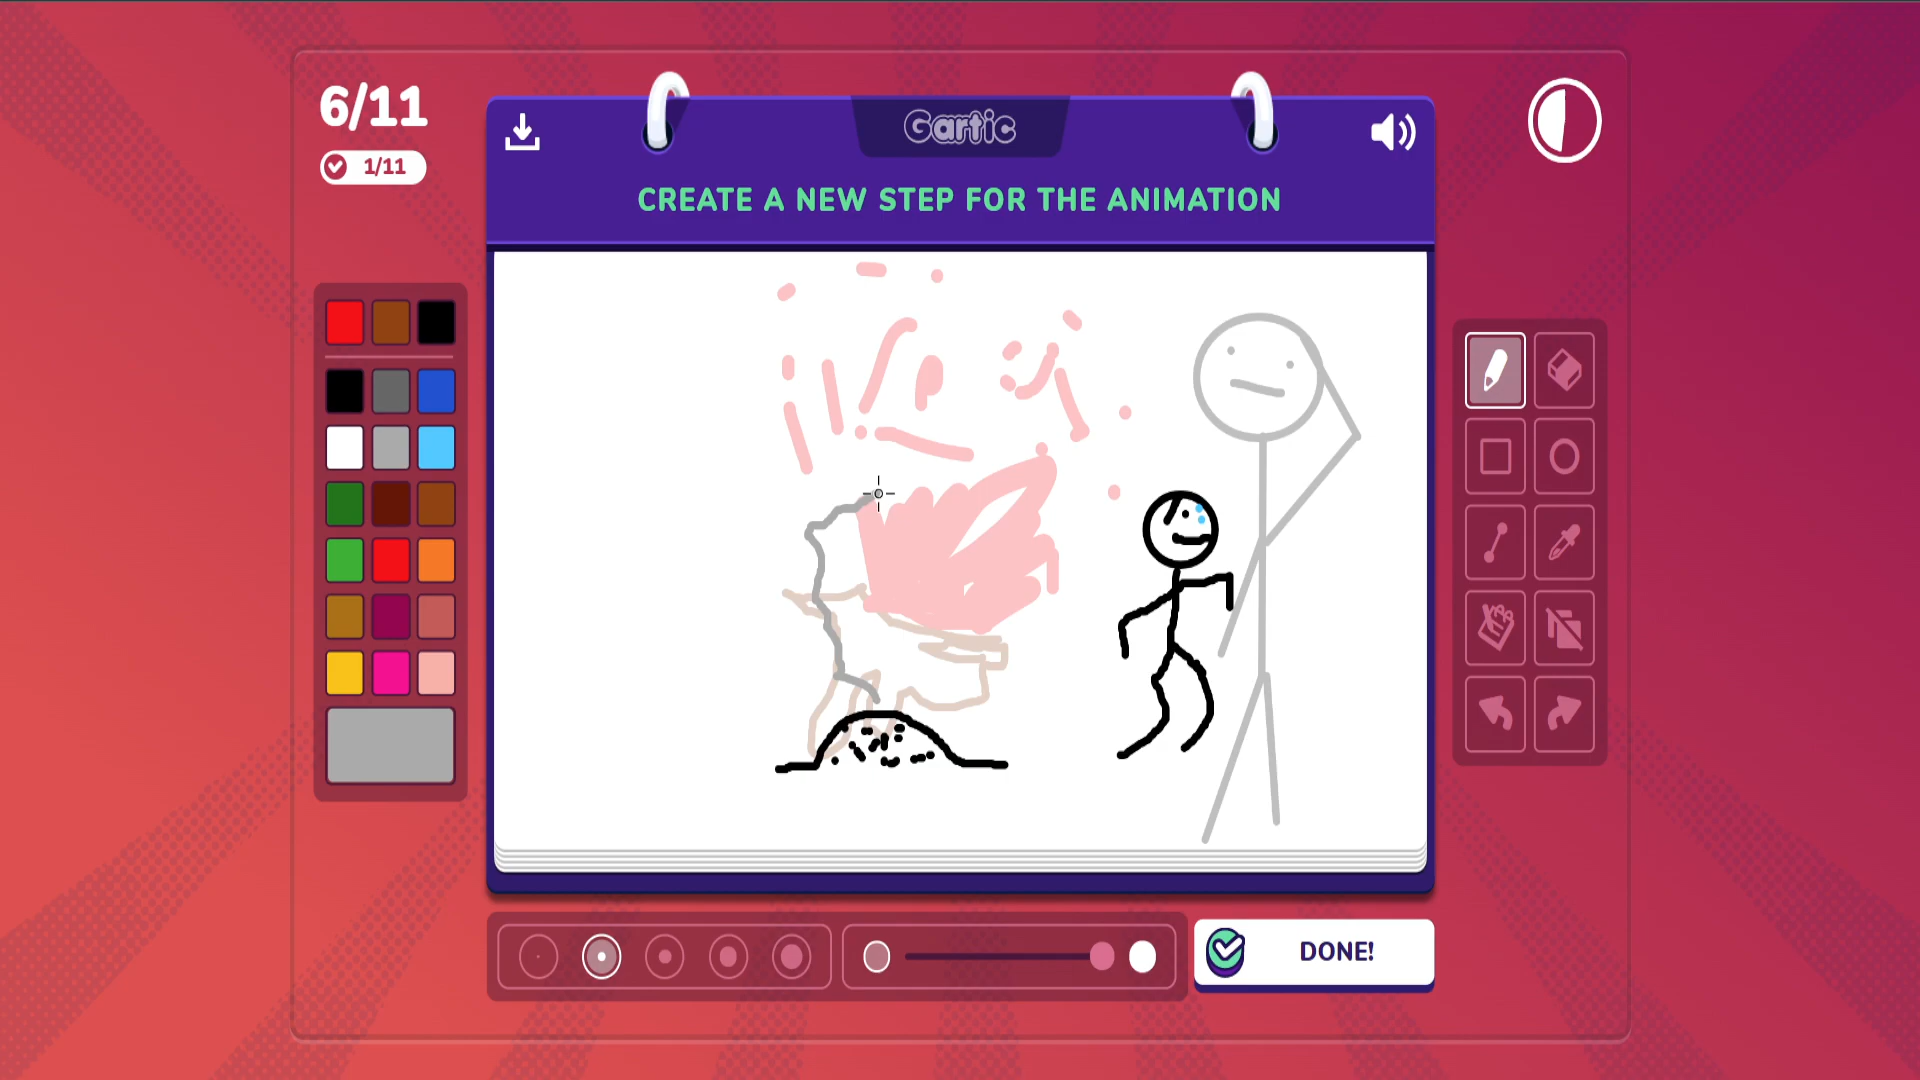 6/11
1/11
Gartic
CREATE A NEW STEP FOR THE ANIMATION
DONE!